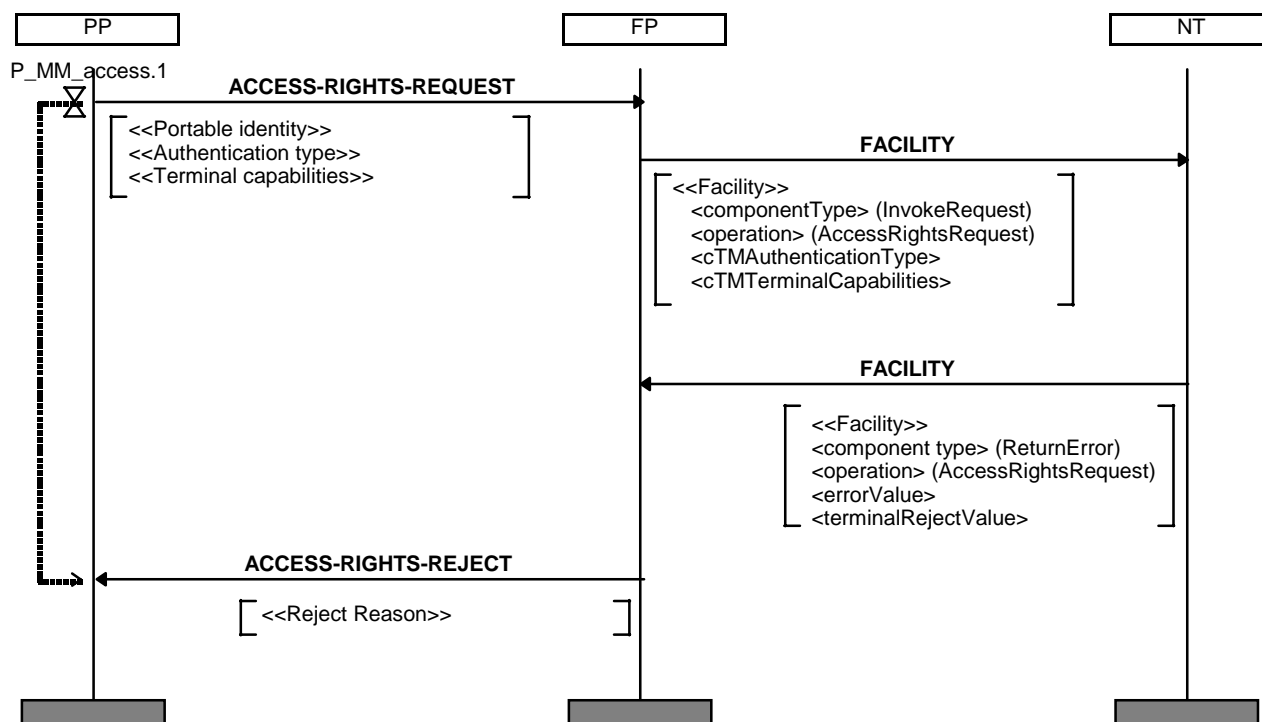 PP
FP
NT
P_MM_access.1
ACCESS-RIGHTS-REQUEST
<<Portable identity>>
<<Authentication type>>
<<Terminal capabilities>>
FACILITY
<<Facility>>
<componentType> (InvokeRequest)
<operation> (AccessRightsRequest)
<cTMAuthenticationType>
<cTMTerminalCapabilities>
FACILITY
<<Facility>>
<component type> (ReturnError)
<operation> (AccessRightsRequest)
<errorValue>
<terminalRejectValue>
ACCESS-RIGHTS-REJECT
<<Reject Reason>>